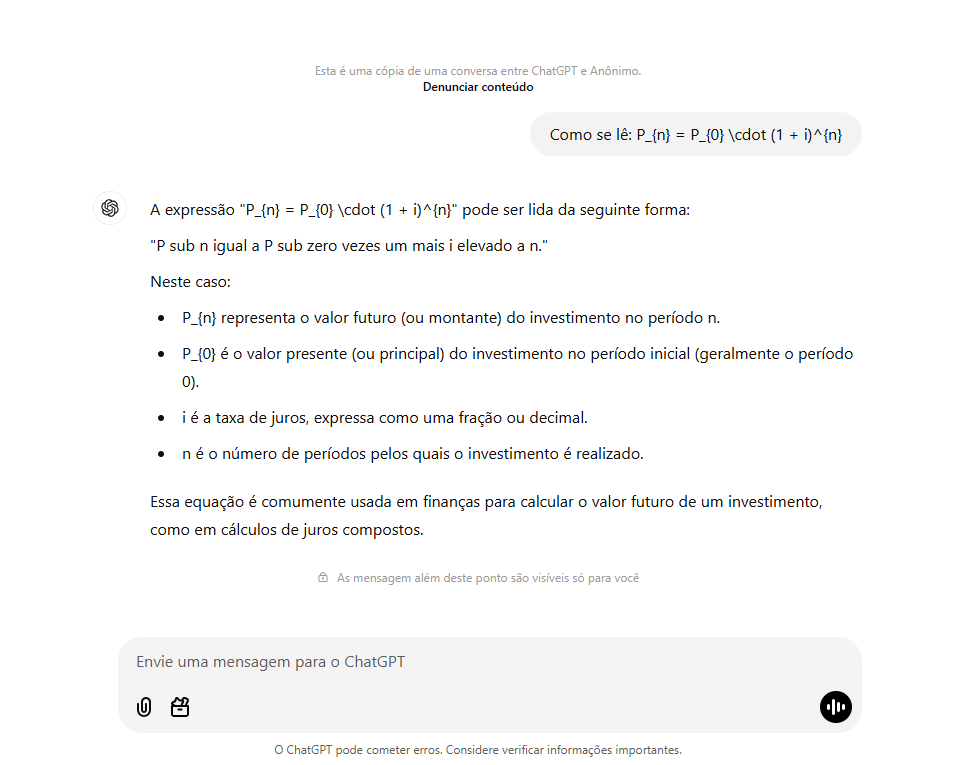 Esta é uma cópia de uma conversa entre ChatGPT e Anônimo.
Denunciar conteúdo
Como se lê: P_{n} = P_{0} \cdot (1 + i)^{n}
A expressão "P_{n} = P_{0} \cdot (1 + i)^{n}" pode ser lida da seguinte forma:
"P sub n igual a P sub zero vezes um mais i elevado a n."
Neste caso:
• P_{n} representa o valor futuro (ou montante) do investimento no período n.
• P_{0} é o valor presente (ou principal) do investimento no período inicial (geralmente o período
0).
• i é a taxa de juros, expressa como uma fração ou decimal.
• n é o número de períodos pelos quais o investimento é realizado.
Essa equação é comumente usada em finanças para calcular o valor futuro de um investimento,
como em cálculos de juros compostos.
As mensagem além deste ponto são visíveis só para você
Envie uma mensagem para o ChatGPT
O ChatGPT pode cometer erros. Considere verificar informações importantes.